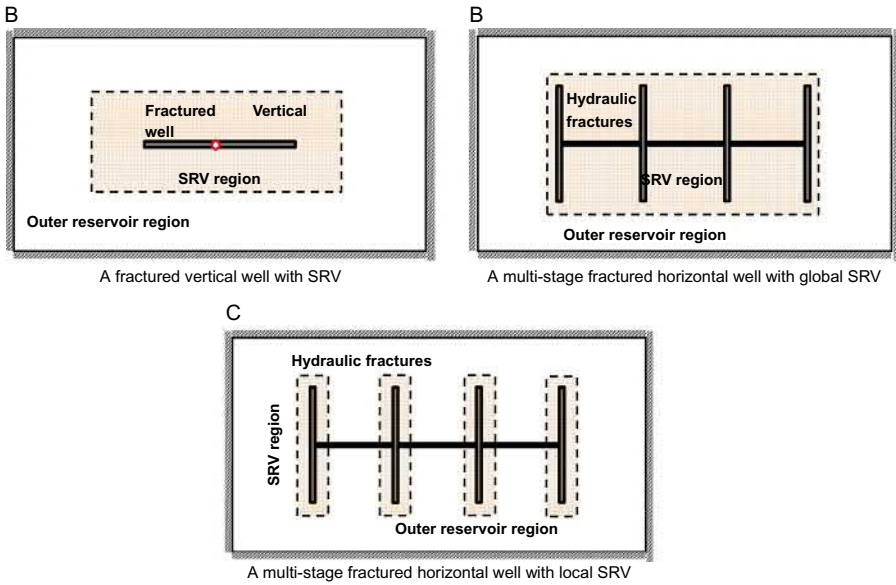 B
Fractured Vertical
well
SRV region
Outer reservoir region
A fractured vertical well with SRV
B
Hydraulic
fractures
SRV region
Outer reservoir region
A multi-stage fractured horizontal well with global SRV
C
Hydraulic fractures
SRV region
Outer reservoir region
A multi-stage fractured horizontal well with local SRV